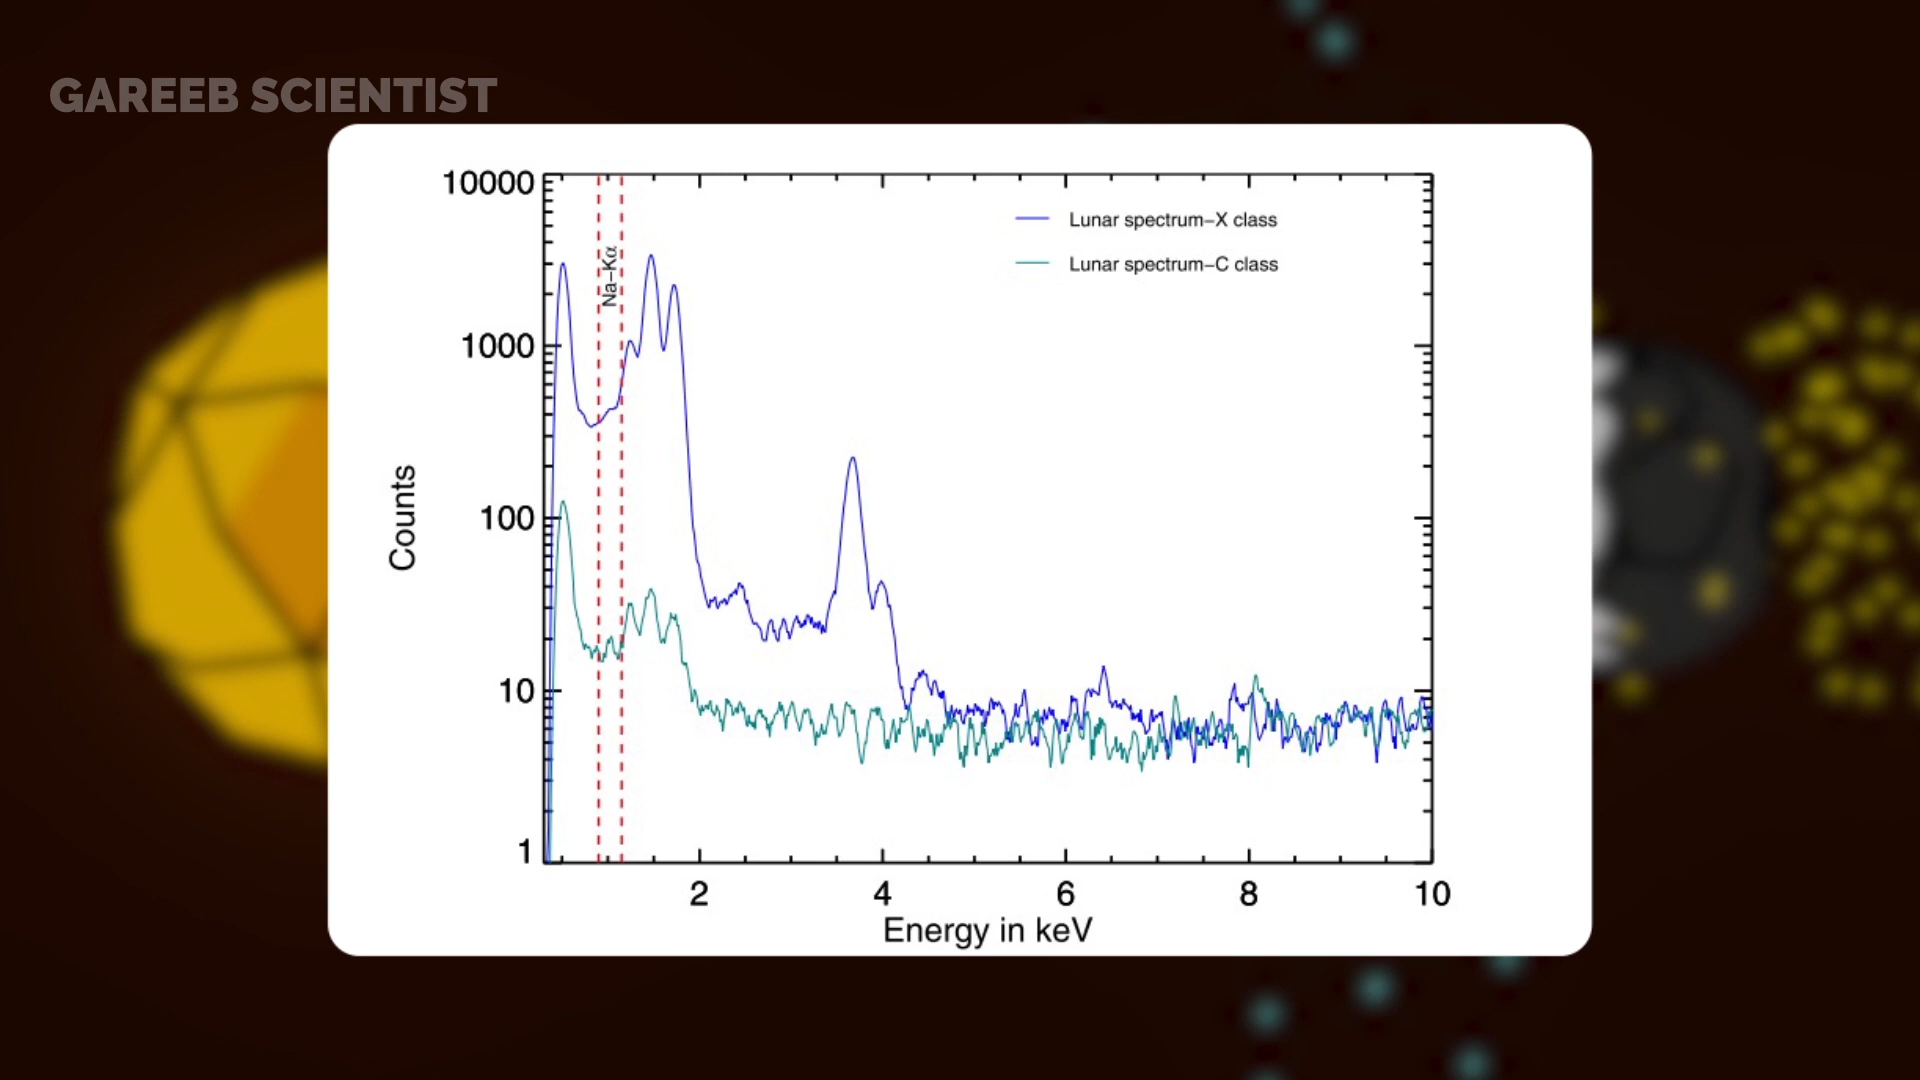 GAREEB SCIENTIST
10000
1000
100
10
1
Counts
Na–Kα
Lunar spectrum–X class
Lunar spectrum–C class
2 4 6 8 10
Energy in keV